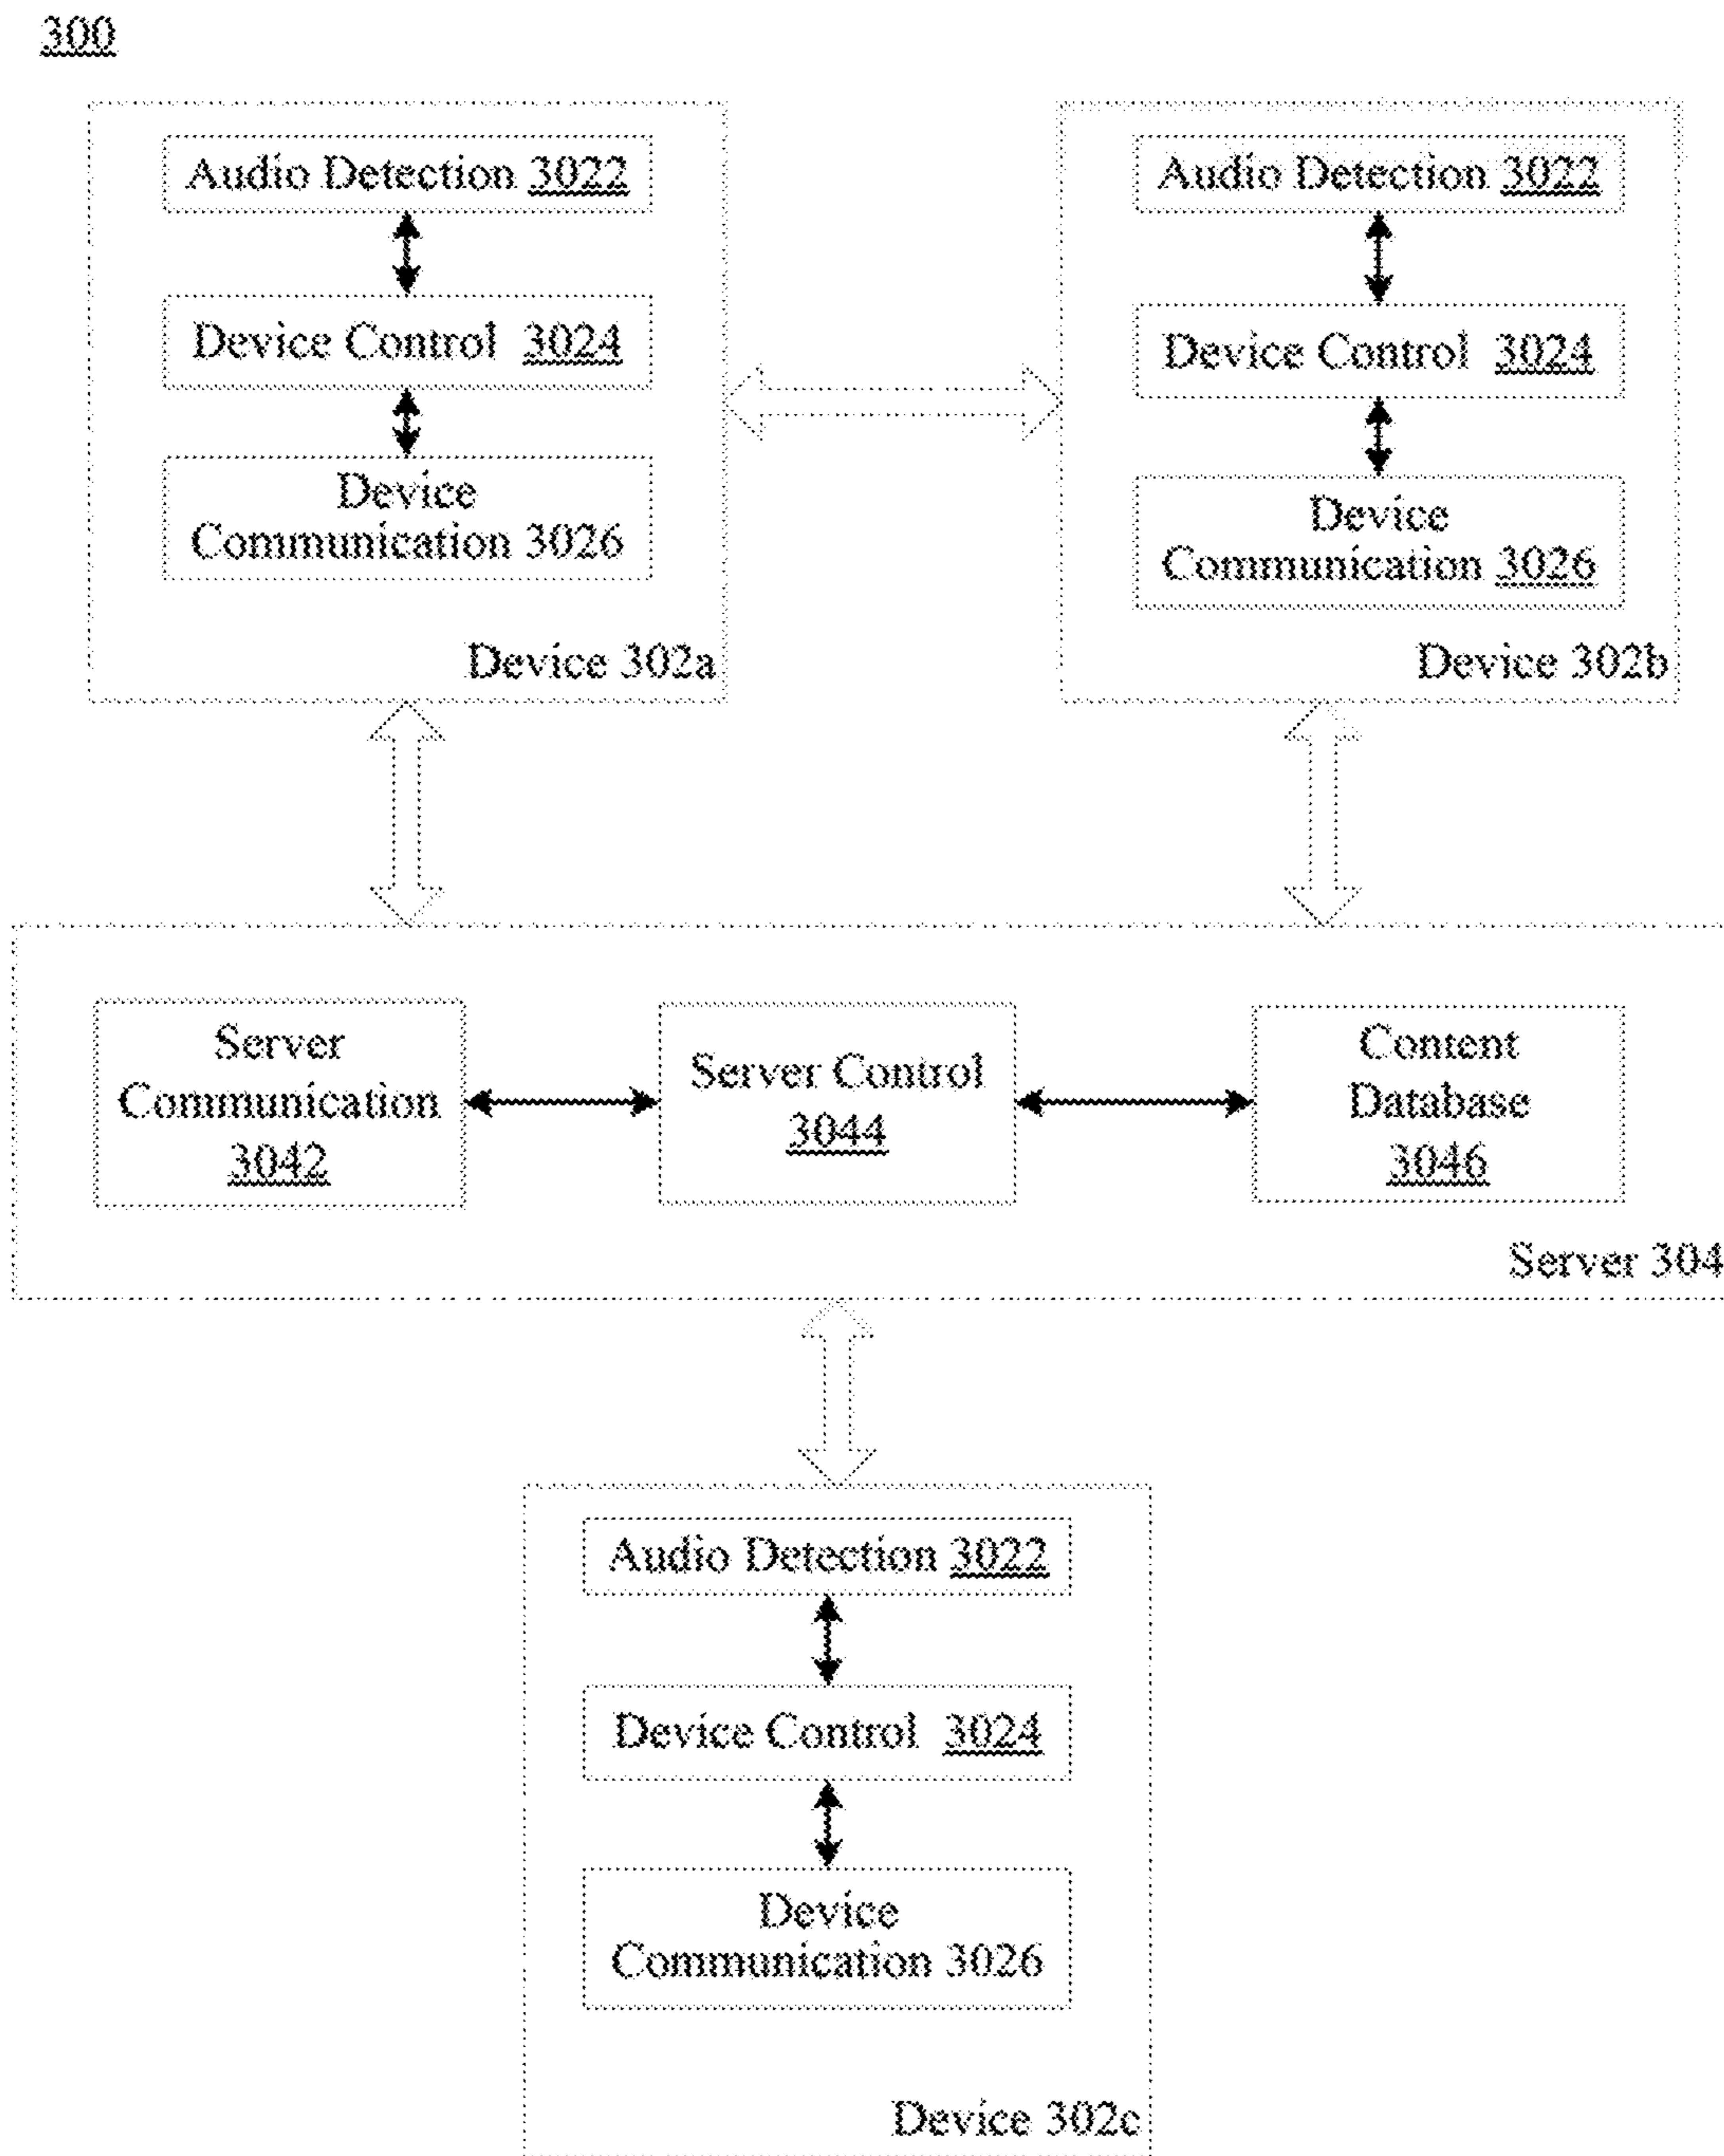 300
Audio Detection 3022
Device Control 3024
Device
Communication 3026
Device 302a
Audio Detection 3022
Device Control 3024
Device
Communication 3026
Device 302b
Server
Communication
3042
Server Control
3044
Content
Database
3046
Server 304
Audio Detection 3022
Device Control 3024
Device
Communication 3026
Device 302c